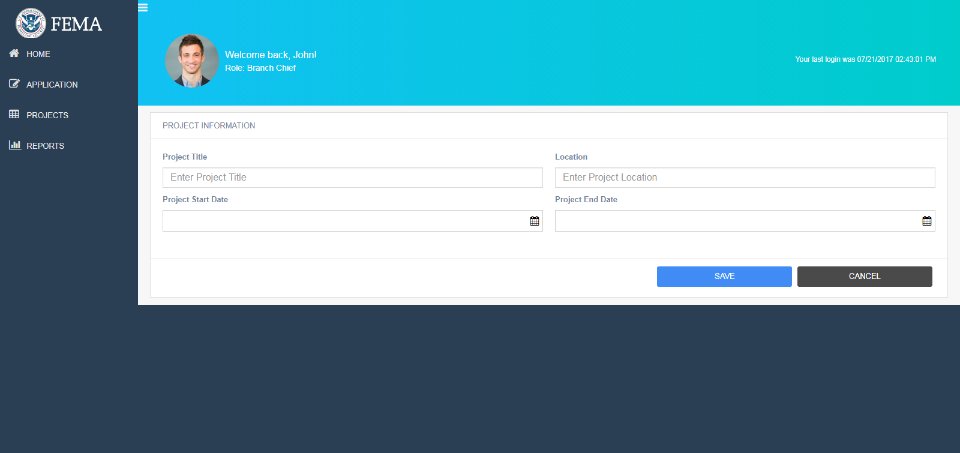 FEMA
HOME
APPLICATION
PROJECTS
REPORTS
Welcome back, John!
Role: Branch Chief
Your last login was 07/21/2017 02:43:01 PM
PROJECT INFORMATION
Project Title
Location
Enter Project Title
Enter Project Location
Project Start Date
Project End Date
SAVE
CANCEL